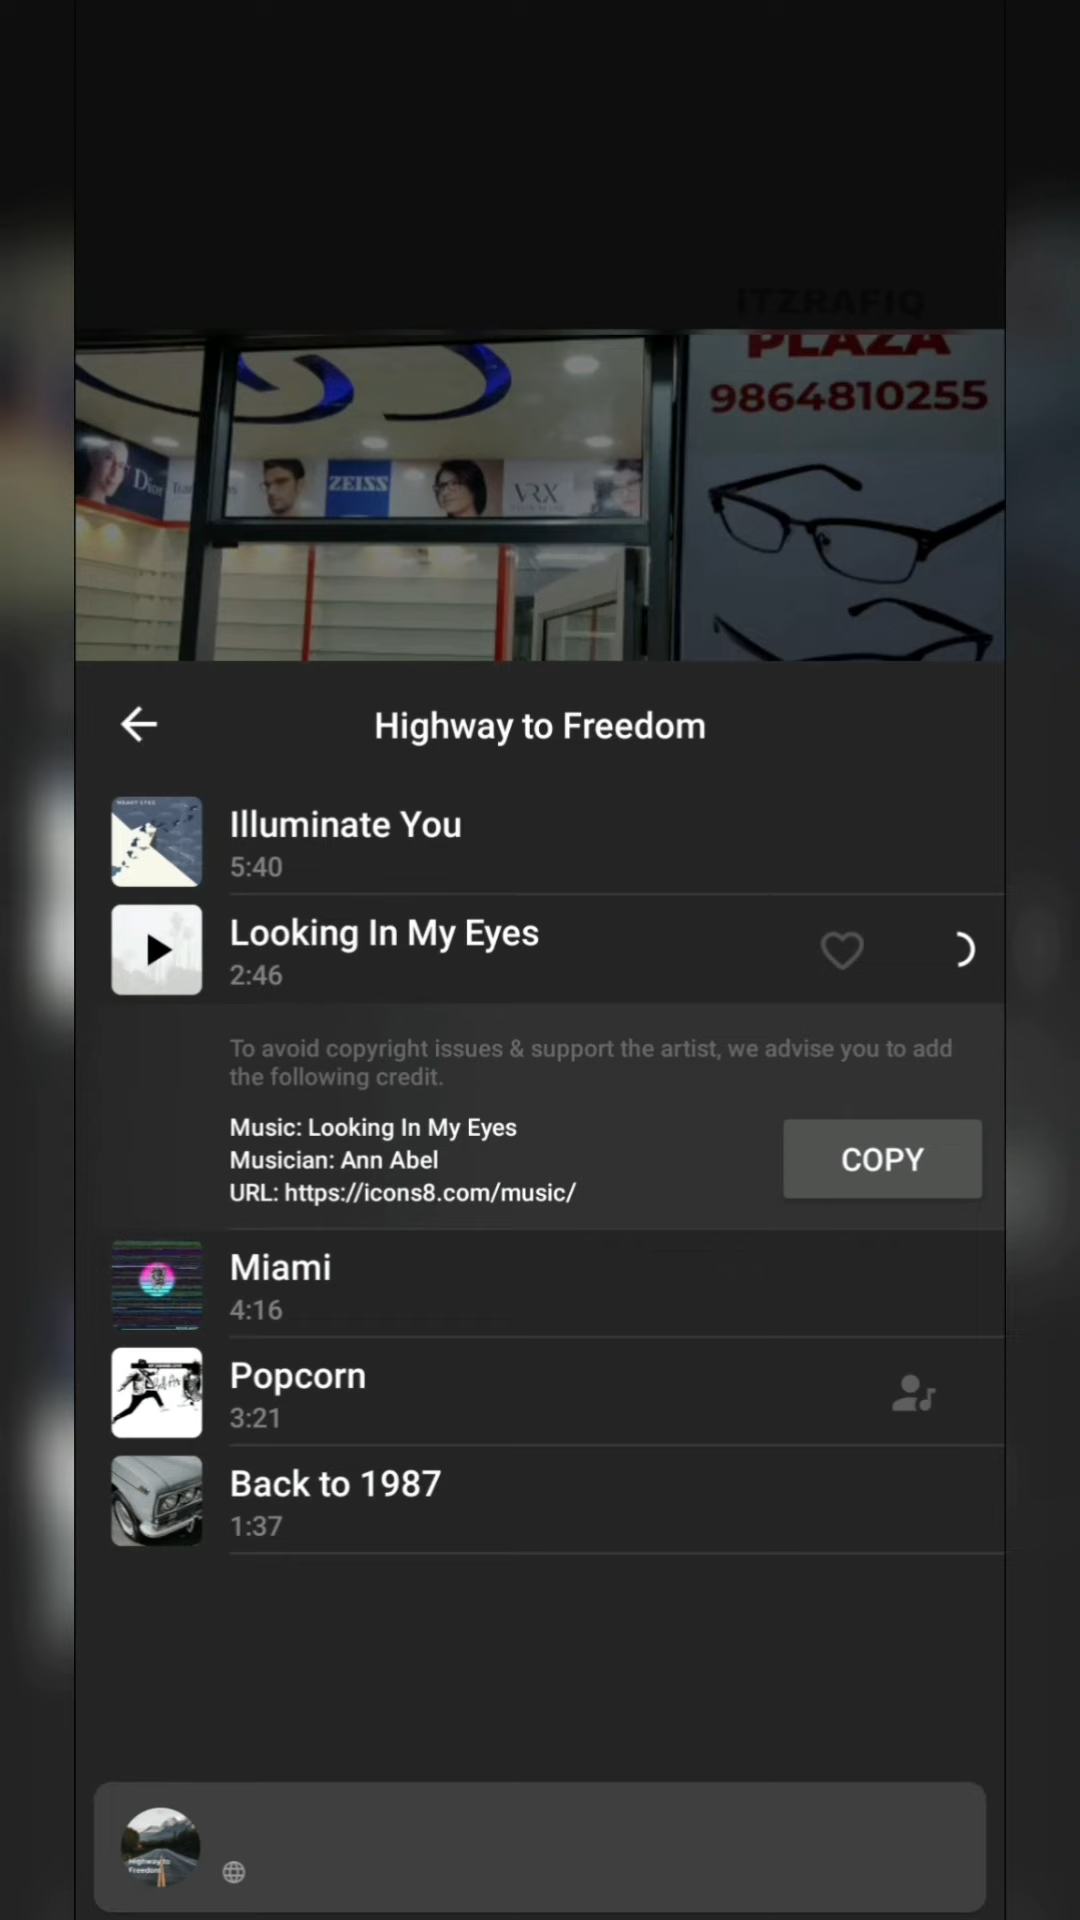 ITZRAFIQ
PLAZA
9864810255
Dior
ZEISS
VRX
Highway to Freedom
Illuminate You
5:40
Looking In My Eyes
2:46
To avoid copyright issues & support the artist, we advise you to add
the following credit.
Music: Looking In My Eyes
Musician: Ann Abel
URL: https://icons8.com/music/
COPY
Miami
4:16
Popcorn
3:21
Back to 1987
1:37
Highway to
Freedom